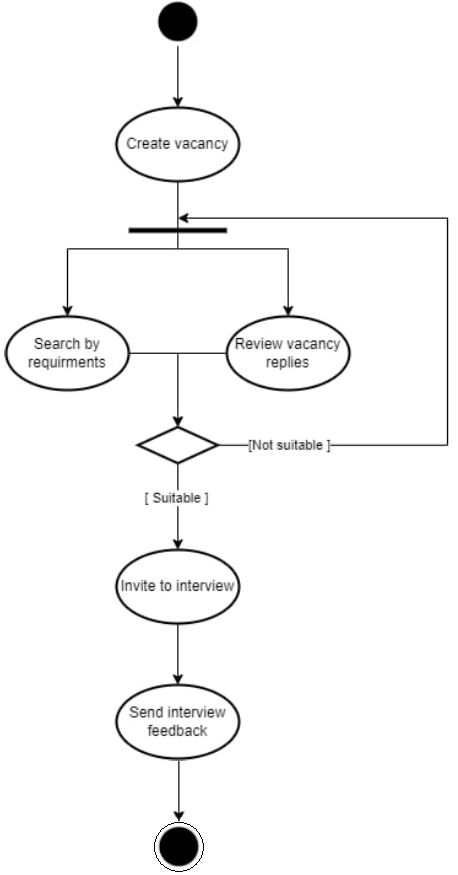 Create vacancy
Search by
requirments
Review vacancy
replies
[Not suitable ]
[ Suitable ]
Invite to interview
Send interview
feedback